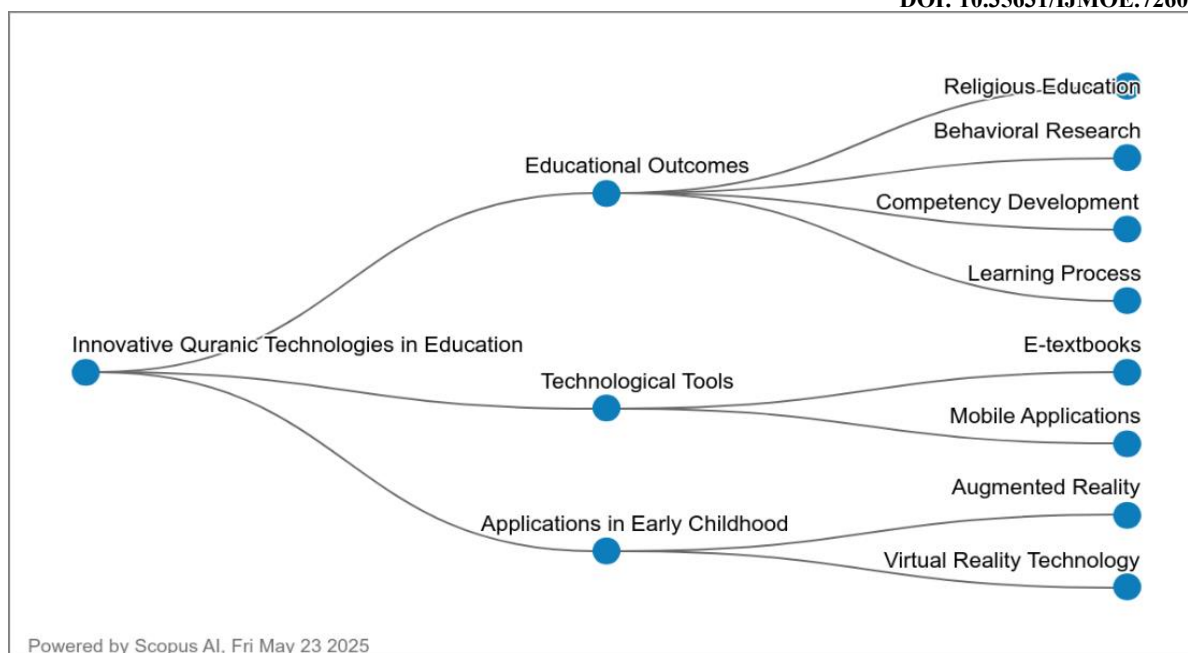 Religious Education
Behavioral Research
Educational Outcomes
Competency Development
Learning Process
Innovative Quranic Technologies in Education
E-textbooks
Technological Tools
Mobile Applications
Augmented Reality
Applications in Early Childhood
Virtual Reality Technology
Powered by Scopus AI, Fri May 23 2025